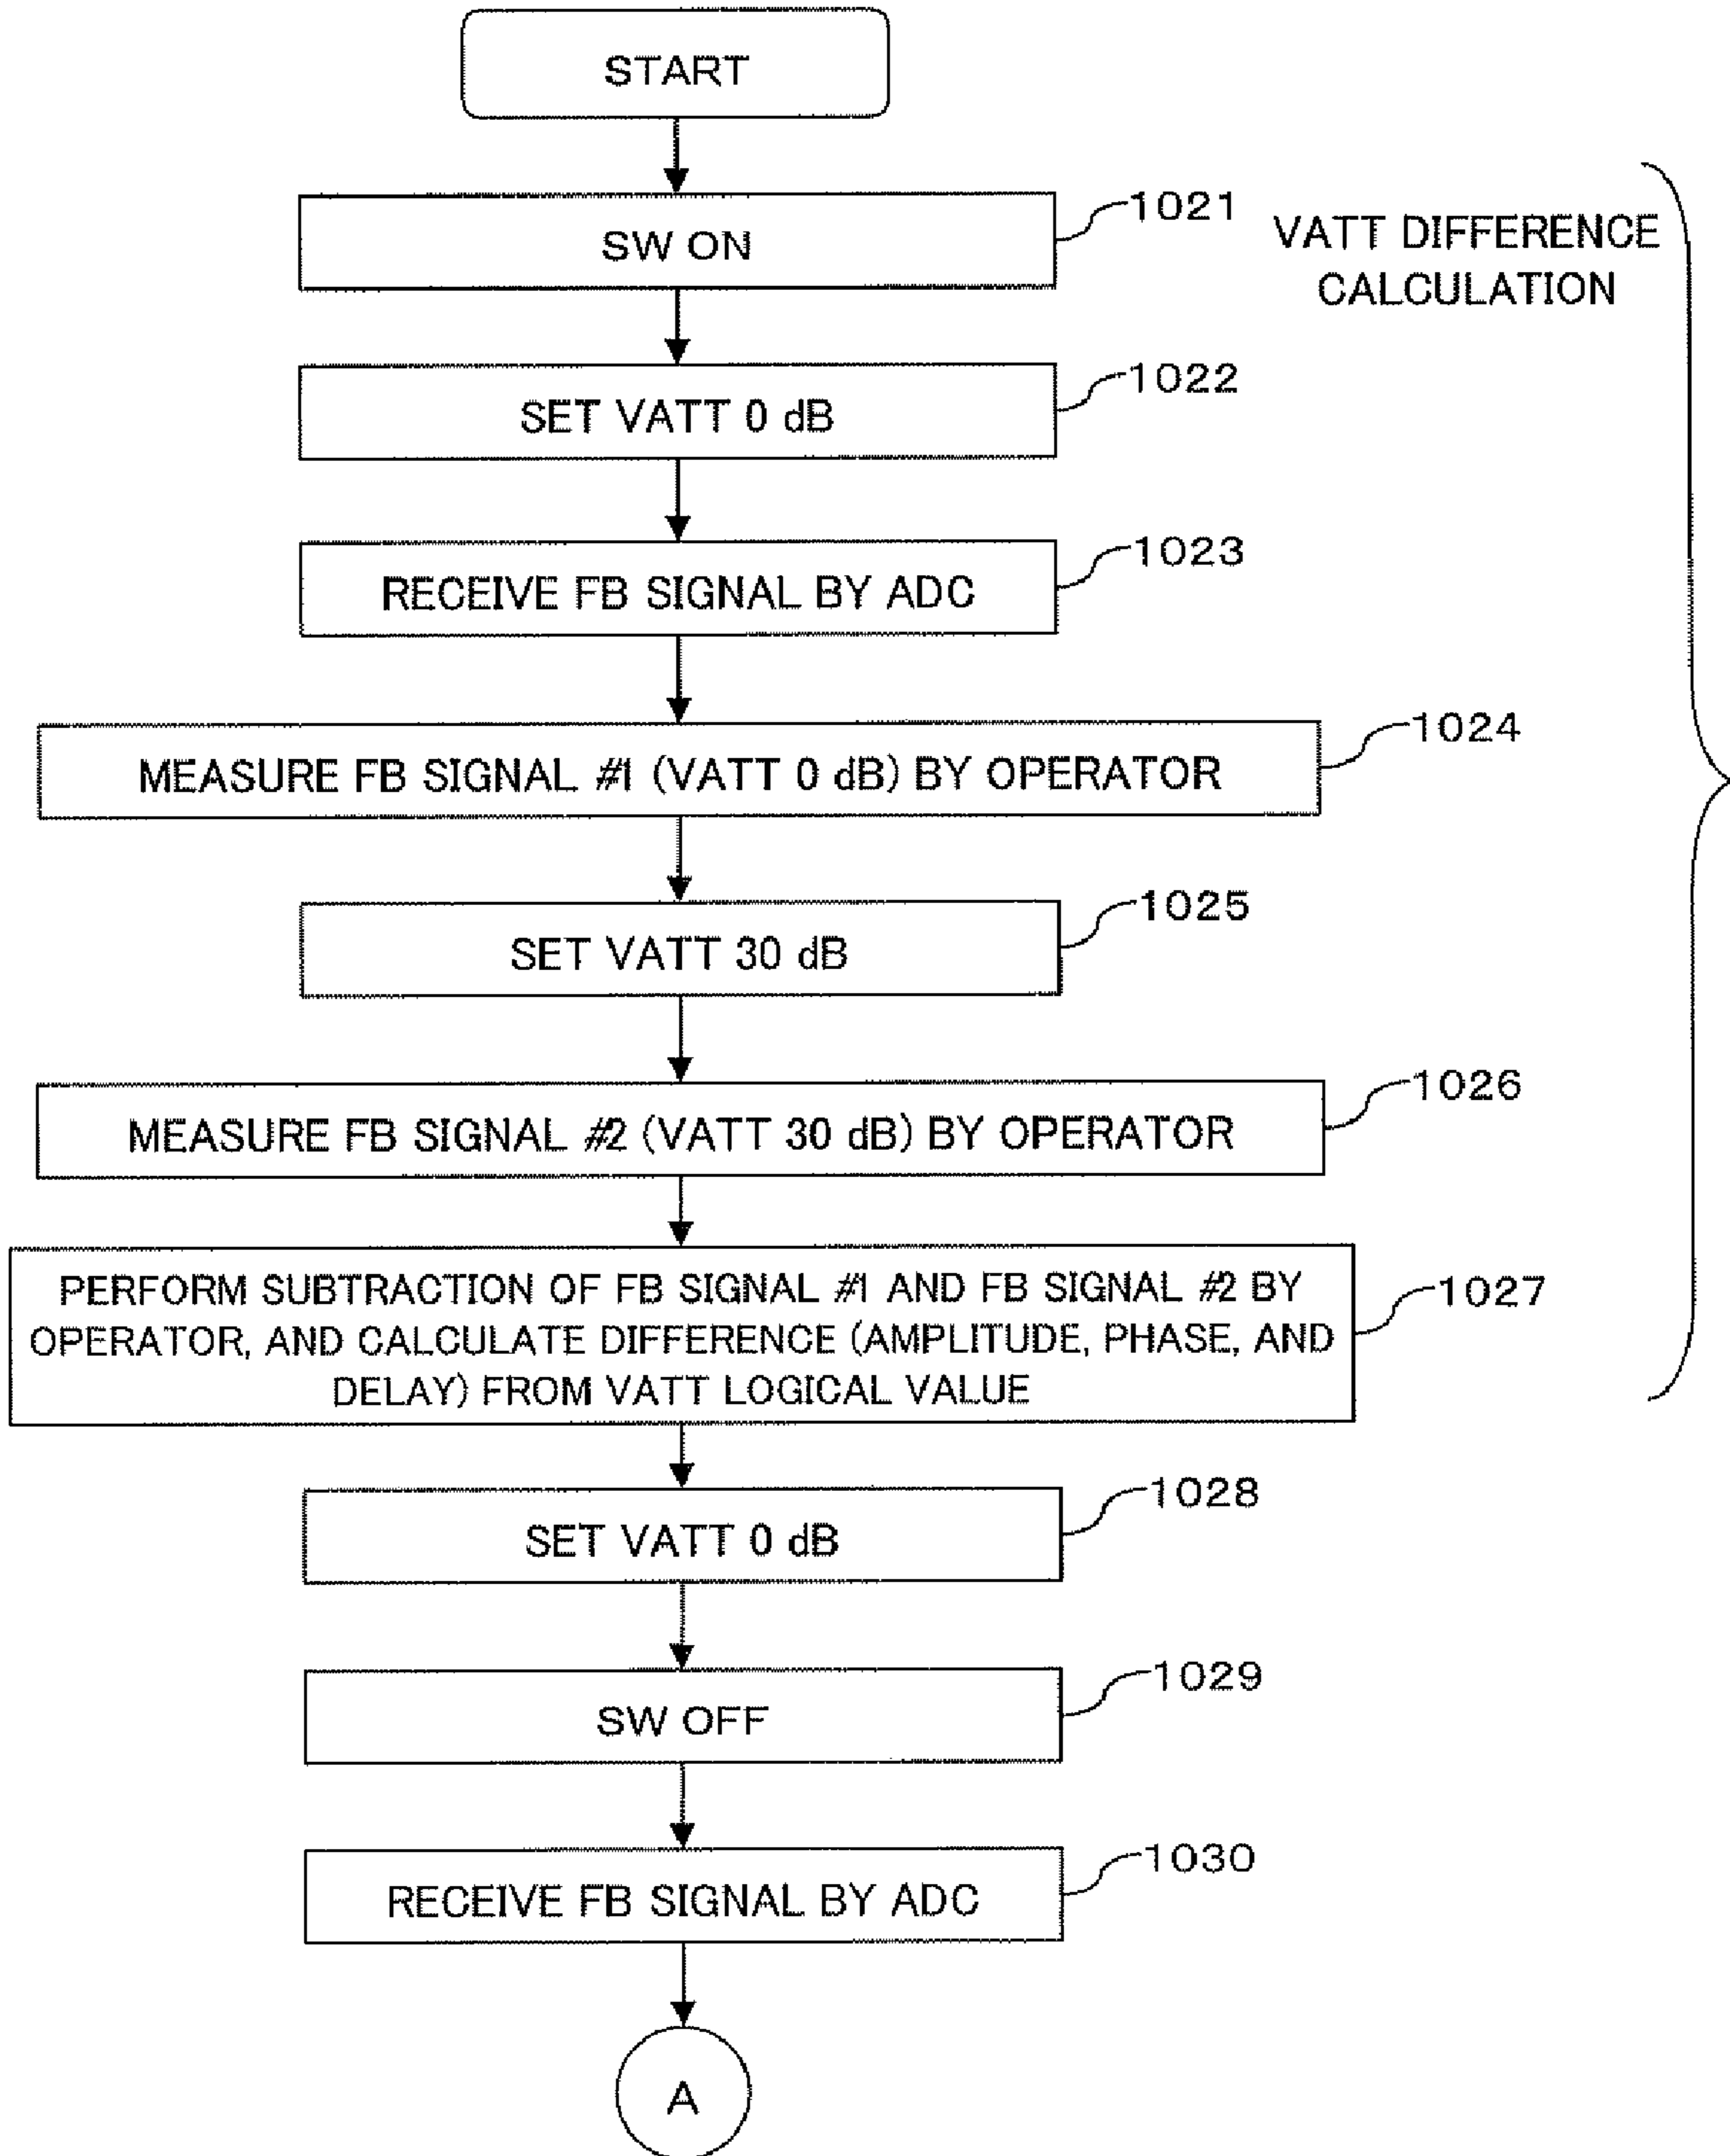 START
SW ON
1021
VATT DIFFERENCE
CALCULATION
SET VATT 0 dB
1022
RECEIVE FB SIGNAL BY ADC
1023
MEASURE FB SIGNAL #1 (VATT 0 dB) BY OPERATOR
1024
SET VATT 30 dB
1025
MEASURE FB SIGNAL #2 (VATT 30 dB) BY OPERATOR
1026
PERFORM SUBTRACTION OF FB SIGNAL #1 AND FB SIGNAL #2 BY
OPERATOR, AND CALCULATE DIFFERENCE (AMPLITUDE, PHASE, AND
DELAY) FROM VATT LOGICAL VALUE
1027
SET VATT 0 dB
1028
SW OFF
1029
RECEIVE FB SIGNAL BY ADC
1030
A